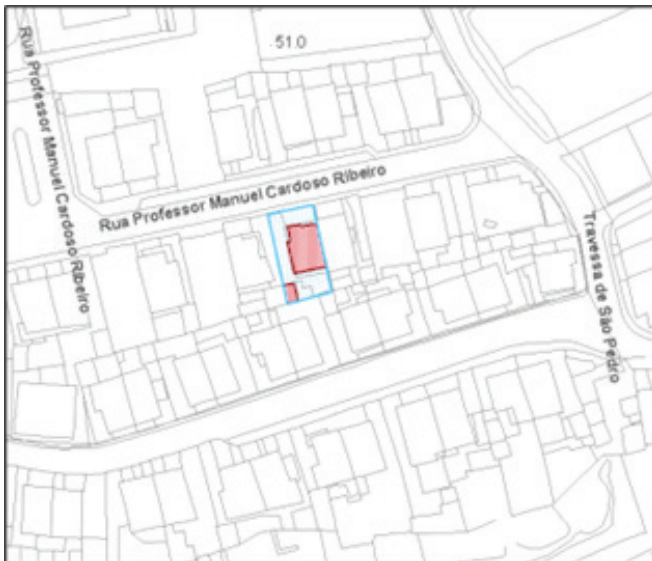 51.0
Rua Professor Manuel Cardoso Ribeiro
Rua Professor Manuel Cardoso Ribeiro
Travessa de São Pedro